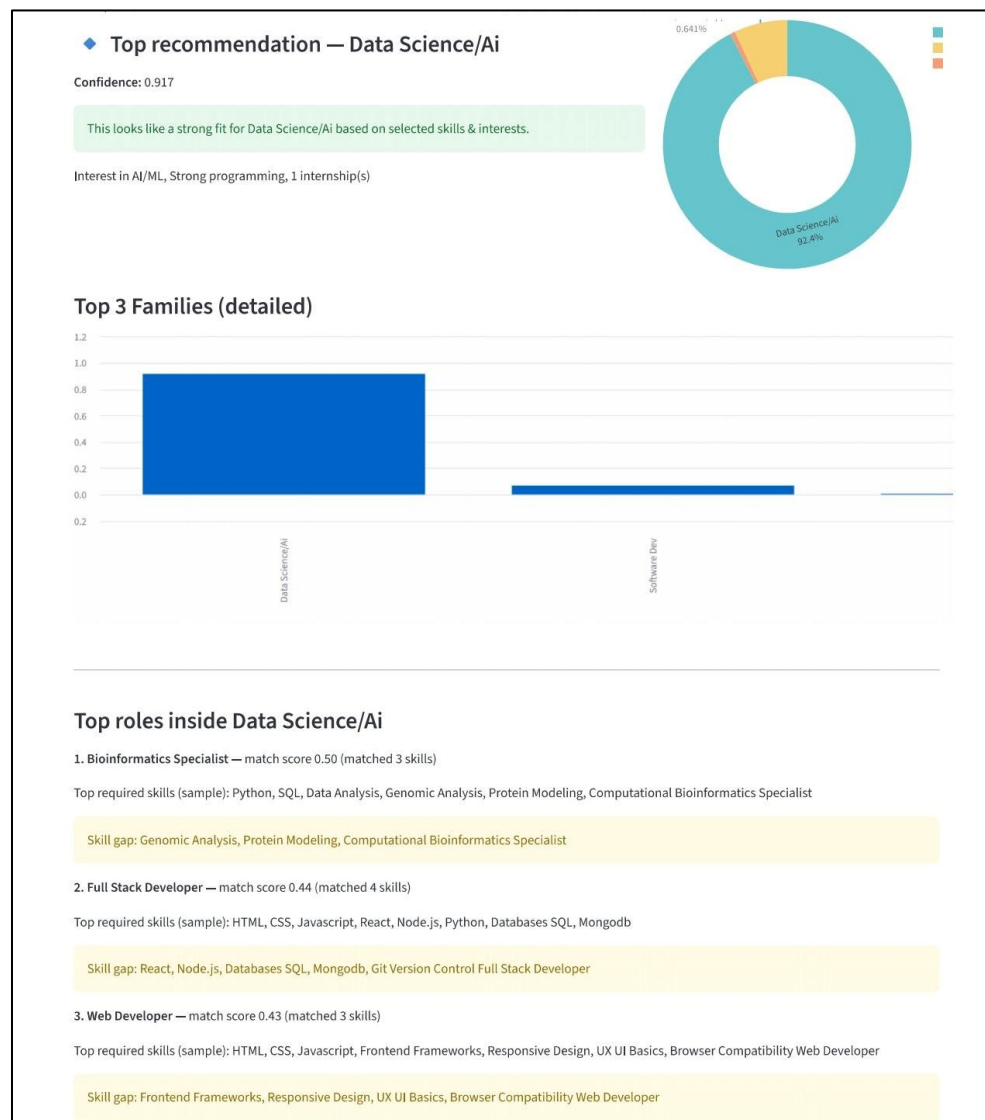 Top recommendation — Data Science/Ai
Confidence: 0.917
This looks like a strong fit for Data Science/Ai based on selected skills & interests.
Interest in AI/ML, Strong programming, 1 internship(s)
0.641%
Data Science/Ai
92.4%
Top 3 Families (detailed)
1.2
1.0
0.8
0.6
0.4
0.2
0.0
0.2
Data Science/Ai
Software Dev
Top roles inside Data Science/Ai
1. Bioinformatics Specialist — match score 0.50 (matched 3 skills)
Top required skills (sample): Python, SQL, Data Analysis, Genomic Analysis, Protein Modeling, Computational Bioinformatics Specialist
Skill gap: Genomic Analysis, Protein Modeling, Computational Bioinformatics Specialist
2. Full Stack Developer — match score 0.44 (matched 4 skills)
Top required skills (sample): HTML, CSS, Javascript, React, Node.js, Python, Databases SQL, Mongodb
Skill gap: React, Node.js, Databases SQL, Mongodb, Git Version Control Full Stack Developer
3. Web Developer — match score 0.43 (matched 3 skills)
Top required skills (sample): HTML, CSS, Javascript, Frontend Frameworks, Responsive Design, UX UI Basics, Browser Compatibility Web Developer
Skill gap: Frontend Frameworks, Responsive Design, UX UI Basics, Browser Compatibility Web Developer